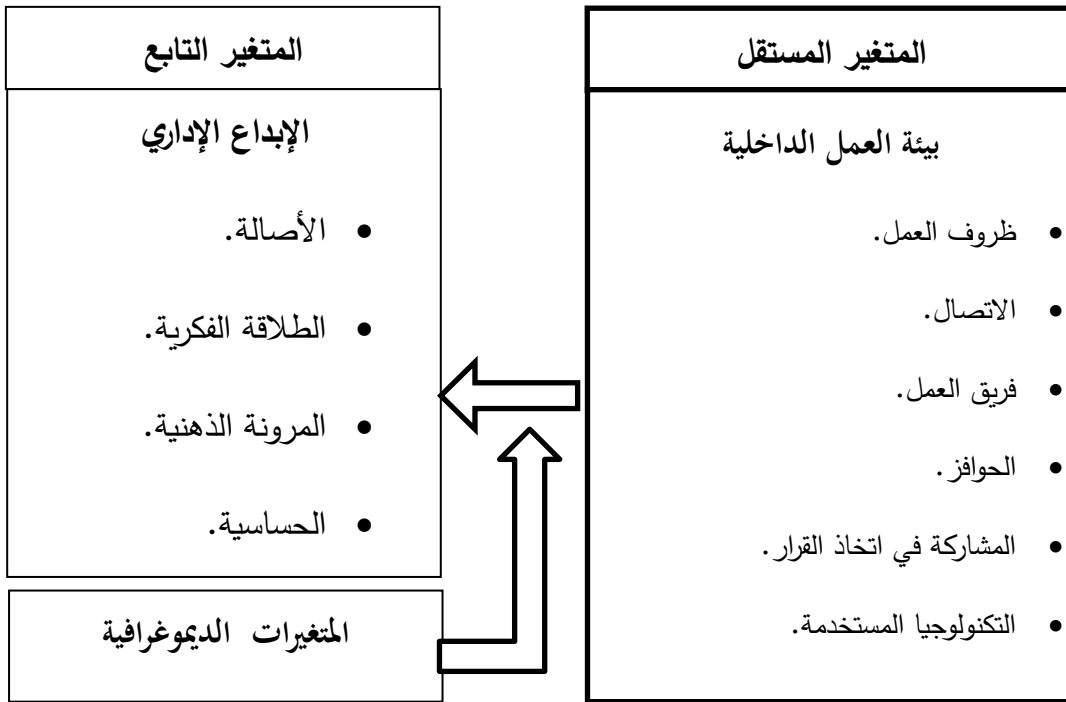 المتغير المستقل
بيئة العمل الداخلية
• ظروف العمل.
• الاتصال.
• فريق العمل.
• الحوافز.
• المشاركة في اتخاذ القرار.
• التكنولوجيا المستخدمة.
المتغير التابع
الإبداع الإداري
• الأصالة.
• الطلاقة الفكرية.
• المرونة الذهنية.
• الحساسية.
المتغيرات الديموغرافية